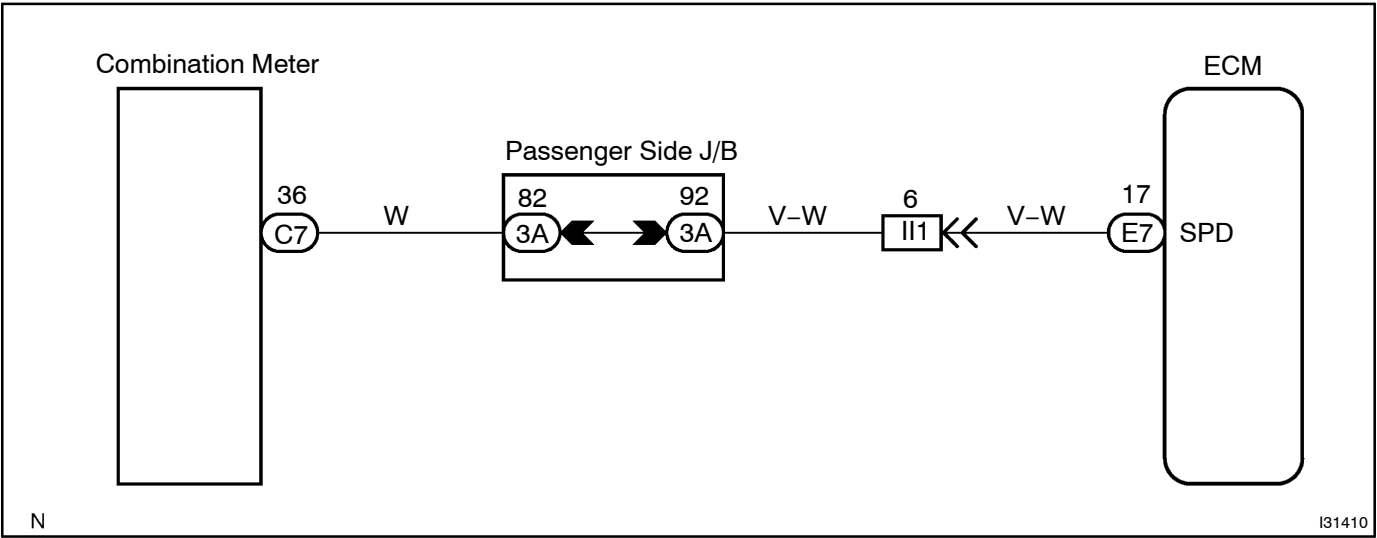 Combination Meter
ECM
Passenger Side J/B
36
82
92
6
17
W
V−W
V−W
C7
3A
3A
II1
E7
SPD
N
I31410